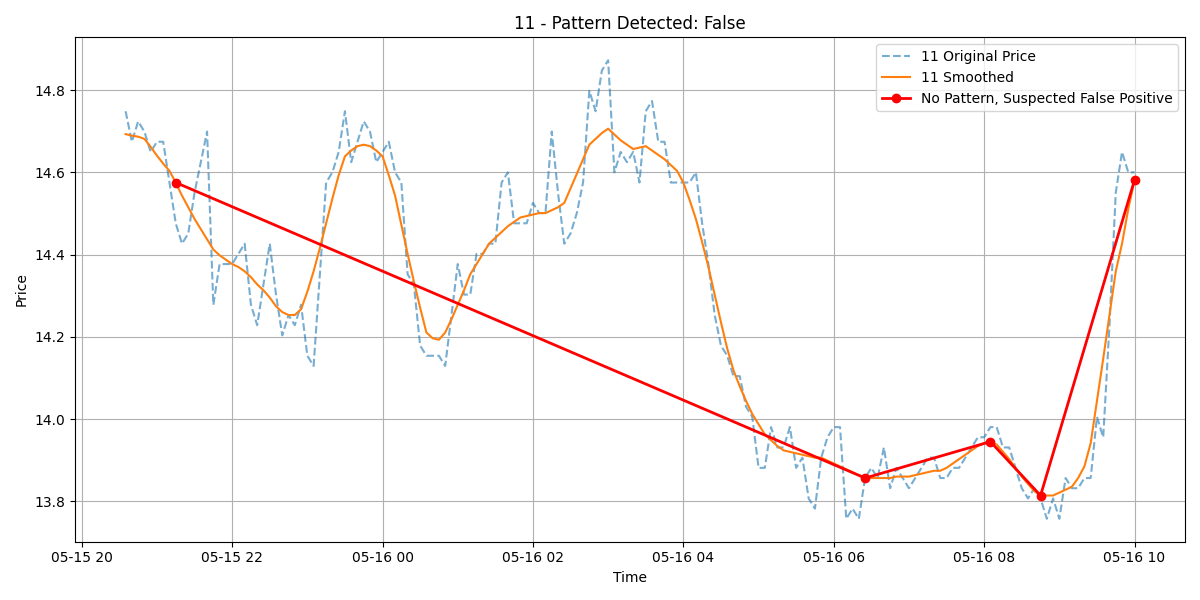 11 - Pattern Detected: False
11 Original Price
11 Smoothed
No Pattern, Suspected False Positive
Price
14.8
14.6
14.4
14.2
14.0
13.8
05-15 20 05-15 22 05-16 00 05-16 02 05-16 04 05-16 06 05-16 08 05-16 10
Time